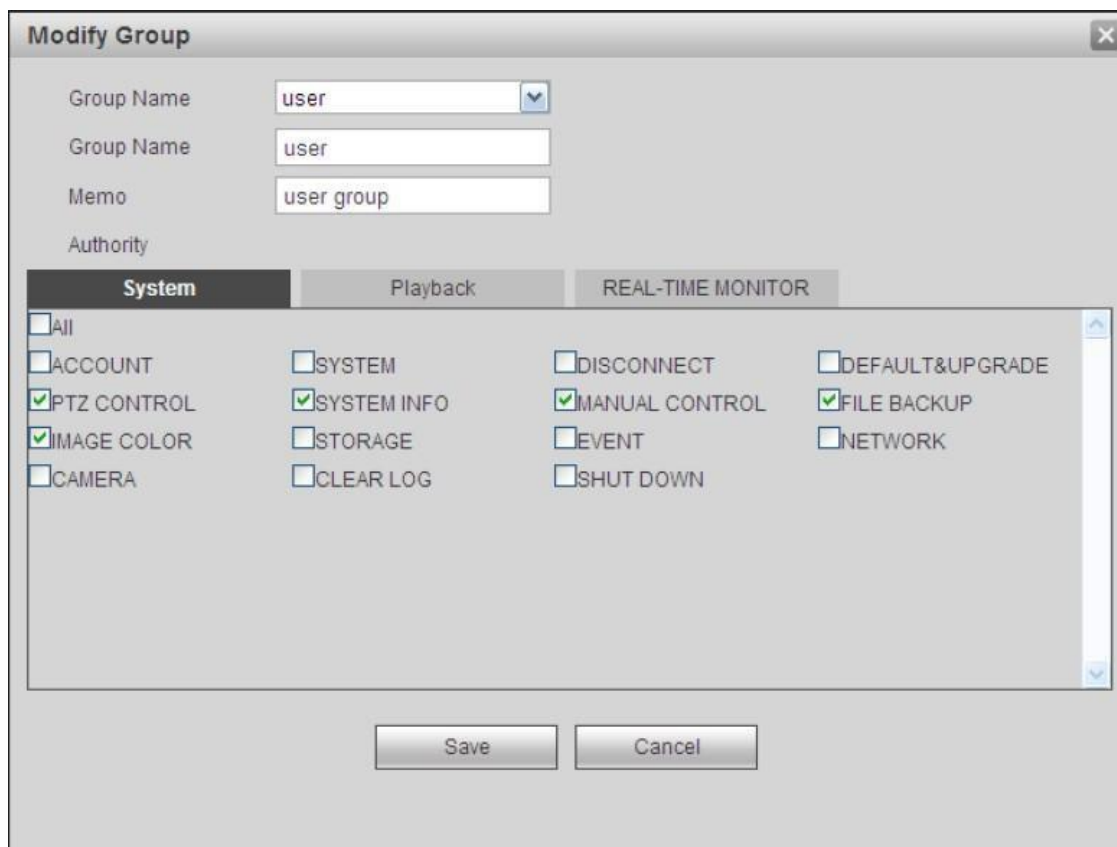 Modify Group
Group Name user
Group Name user
Memo user group
Authority
System Playback REAL-TIME MONITOR
All
ACCOUNT SYSTEM DISCONNECT DEFAULT&UPGRADE
PTZ CONTROL SYSTEM INFO MANUAL CONTROL FILE BACKUP
IMAGE COLOR STORAGE EVENT NETWORK
CAMERA CLEAR LOG SHUT DOWN
Save Cancel